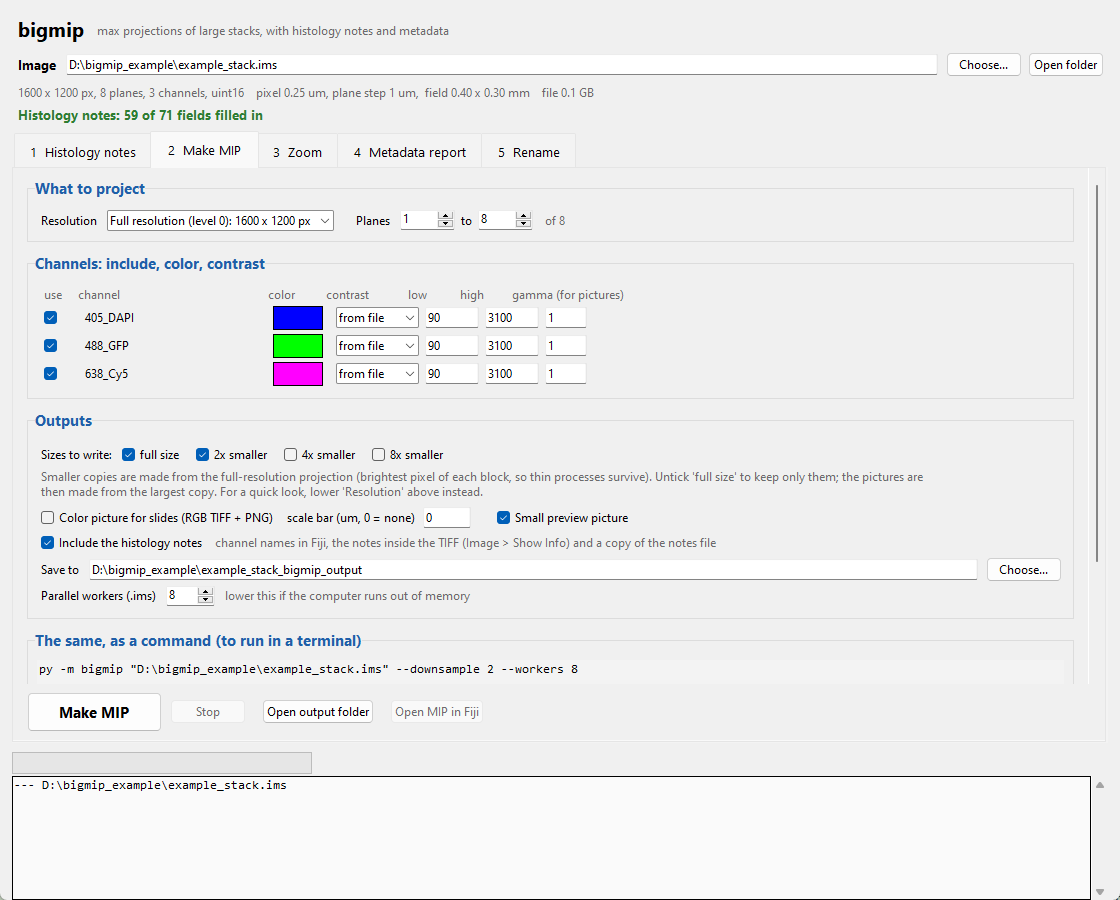 bigmip max projections of large stacks, with histology notes and metadata
Image D:\bigmip_example\example_stack.ims Choose... Open folder
1600 x 1200 px, 8 planes, 3 channels, uint16 pixel 0.25 um, plane step 1 um, field 0.40 x 0.30 mm file 0.1 GB
Histology notes: 59 of 71 fields filled in
1 Histology notes 2 Make MIP 3 Zoom 4 Metadata report 5 Rename
What to project
Resolution Full resolution (level 0): 1600 x 1200 px Planes 1 to 8 of 8
Channels: include, color, contrast
use channel color contrast low high gamma (for pictures)
405_DAPI from file 90 3100 1
488_GFP from file 90 3100 1
638_Cy5 from file 90 3100 1
Outputs
Sizes to write: full size 2x smaller 4x smaller 8x smaller
Smaller copies are made from the full-resolution projection (brightest pixel of each block, so thin processes survive). Untick 'full size' to keep only them; the pictures are
then made from the largest copy. For a quick look, lower 'Resolution' above instead.
Color picture for slides (RGB TIFF + PNG) scale bar (um, 0 = none) 0 Small preview picture
Include the histology notes channel names in Fiji, the notes inside the TIFF (Image > Show Info) and a copy of the notes file
Save to D:\bigmip_example\example_stack_bigmip_output Choose...
Parallel workers (.ims) 8 lower this if the computer runs out of memory
The same, as a command (to run in a terminal)
py -m bigmip "D:\bigmip_example\example_stack.ims" --downsample 2 --workers 8
Make MIP Stop Open output folder Open MIP in Fiji
--- D:\bigmip_example\example_stack.ims